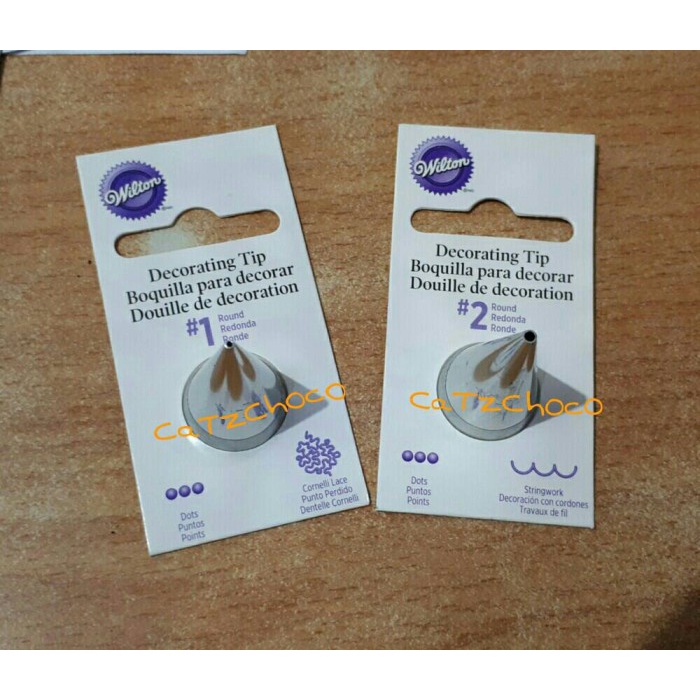 Wilton
Decorating Tip
Boquilla para decorar
Douille de decoration
#1 Round
Redonda
Ronde
CaTzCHOCO
Dots
Puntos
Points
Cornelli Lace
Punto Perdido
Dentelle Cornelli
Wilton
Decorating Tip
Boquilla para decorar
Douille de decoration
#2 Round
Redonda
Ronde
CaTzCHOCO
Dots
Puntos
Points
Stringwork
Decoración con cordones
Travaux de fil